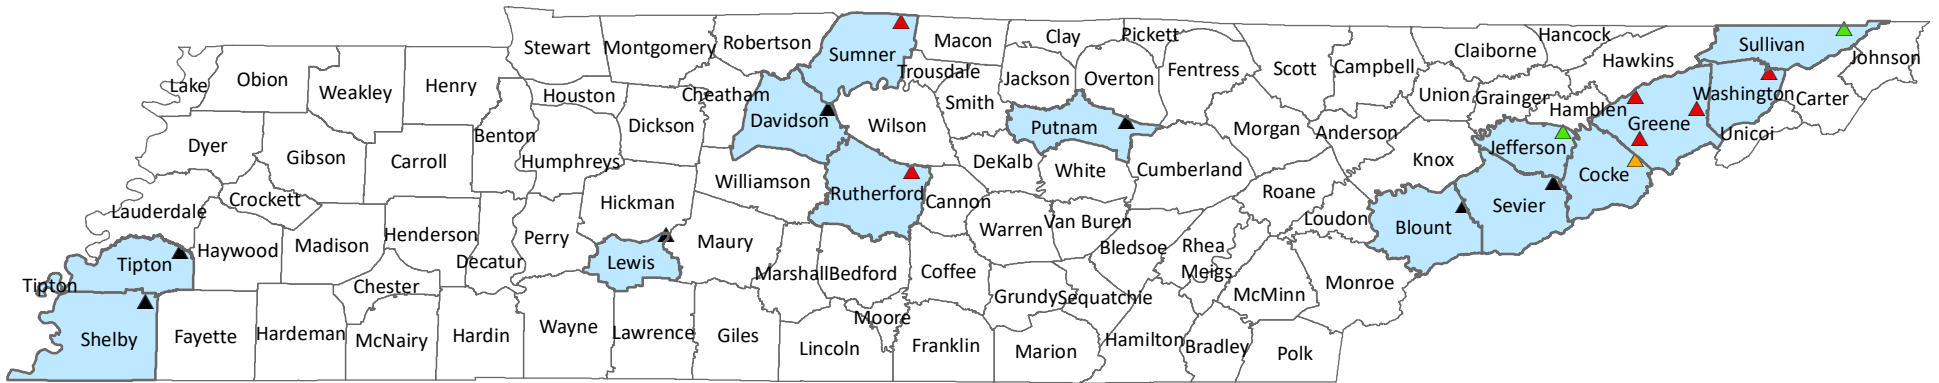 Stewart
Montgomery
Robertson
Sumner
Macon
Clay
Pickett
Hancock
Claiborne
Sullivan
Johnson
Lake
Obion
Weakley
Henry
Houston
Cheatham
Trousdale
Jackson
Overton
Fentress
Scott
Campbell
Hawkins
Union
Grainger
Hamblen
Washington
Carter
Dyer
Gibson
Carroll
Benton
Humphreys
Dickson
Davidson
Wilson
Smith
Putnam
Morgan
Anderson
Knox
Jefferson
Greene
Unicoi
Lauderdale
Crockett
Hickman
Williamson
Rutherford
Cannon
DeKalb
White
Cumberland
Roane
Loudon
Blount
Sevier
Cocke
Tipton
Tipton
Haywood
Madison
Henderson
Decatur
Perry
Lewis
Maury
Marshall
Bedford
Coffee
Warren
Van Buren
Bledsoe
Rhea
Meigs
McMinn
Monroe
Shelby
Fayette
Hardeman
Chester
McNairy
Hardin
Wayne
Lawrence
Giles
Lincoln
Moore
Franklin
Grundy
Sequatchie
Marion
Hamilton
Bradley
Polk